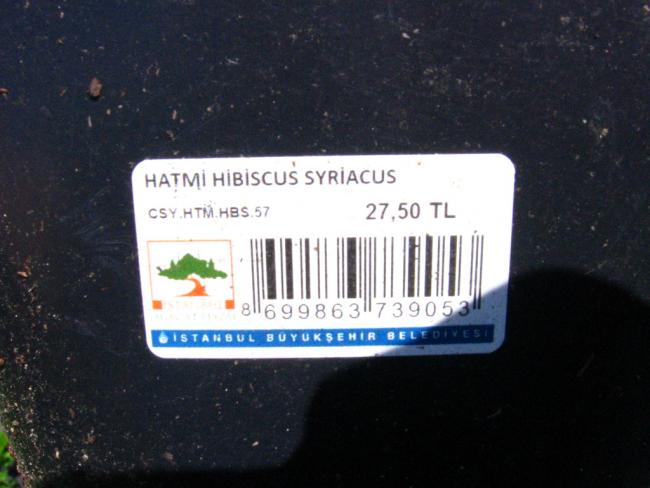 HATMİ HİBİSCUS SYRİACUS
CSY.HTM.HBS.57
27,50 TL
8 699863 739053
İSTANBUL BÜYÜKŞEHİR BELEDİYESİ